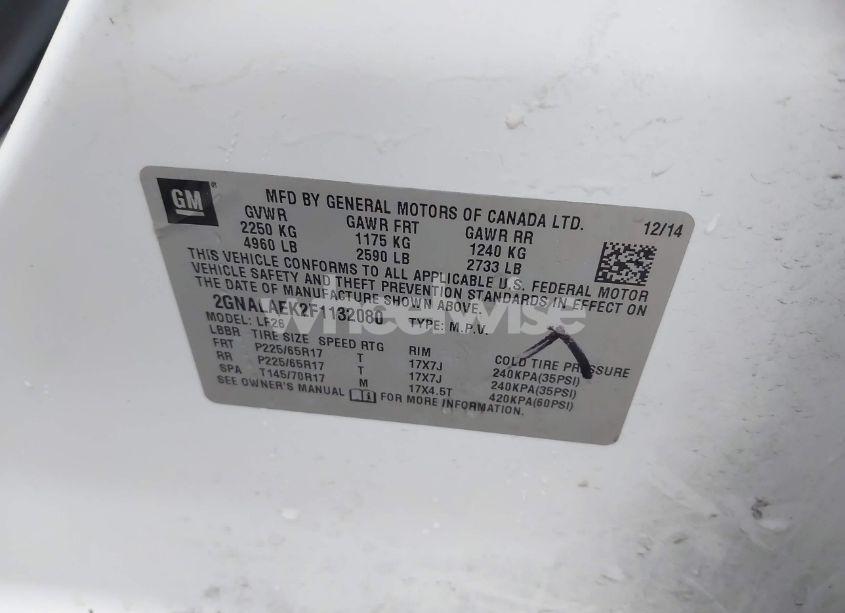 GM
MFD BY GENERAL MOTORS OF CANADA LTD.
12/14
GVWR GAWR FRT GAWR RR
2250 KG 1175 KG 1240 KG
4960 LB 2590 LB 2733 LB
THIS VEHICLE CONFORMS TO ALL APPLICABLE U.S. FEDERAL MOTOR
VEHICLE SAFETY AND THEFT PREVENTION STANDARDS IN EFFECT ON
THE DATE OF MANUFACTURE SHOWN ABOVE.
2GNALAEK2F1132080 TYPE: M.P.V.
MODEL: LF26
LBBR TIRE SIZE SPEED RTG RIM COLD TIRE PRESSURE
FRT P225/65R17 T 17X7J 240KPA(35PSI)
RR P225/65R17 T 17X7J 240KPA(35PSI)
SPA T145/70R17 M 17X4.5T 420KPA(60PSI)
SEE OWNER'S MANUAL FOR MORE INFORMATION.
wheelwise